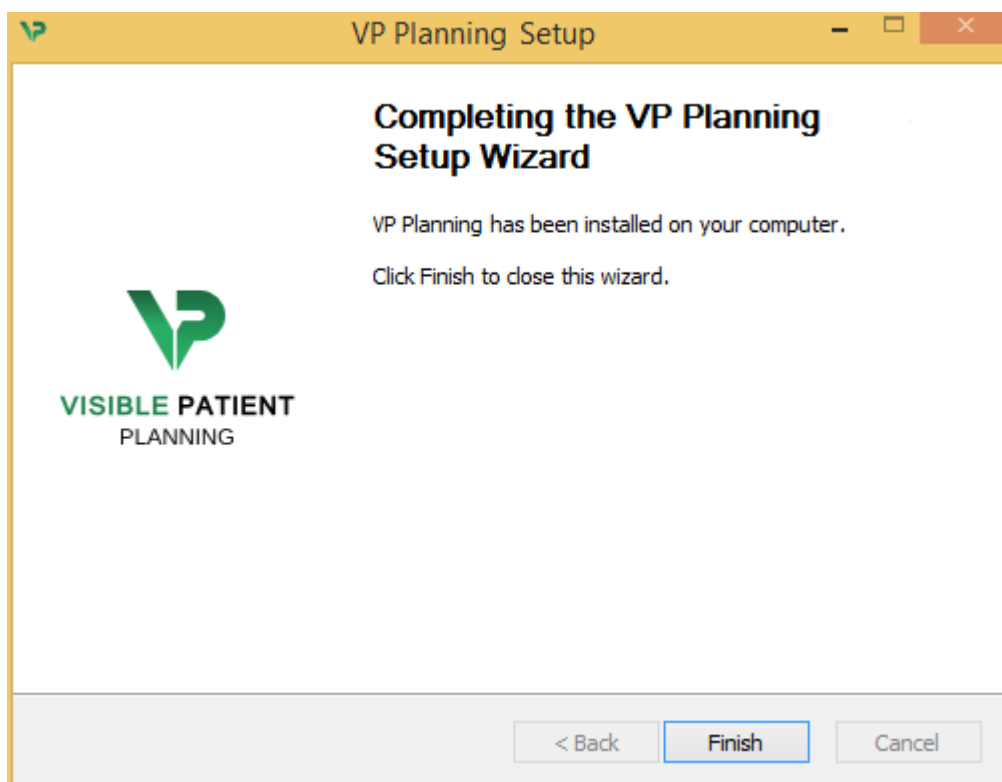 VP Planning Setup
Completing the VP Planning
Setup Wizard
VP Planning has been installed on your computer.
Click Finish to close this wizard.
VP
VISIBLE PATIENT
PLANNING
< Back
Finish
Cancel